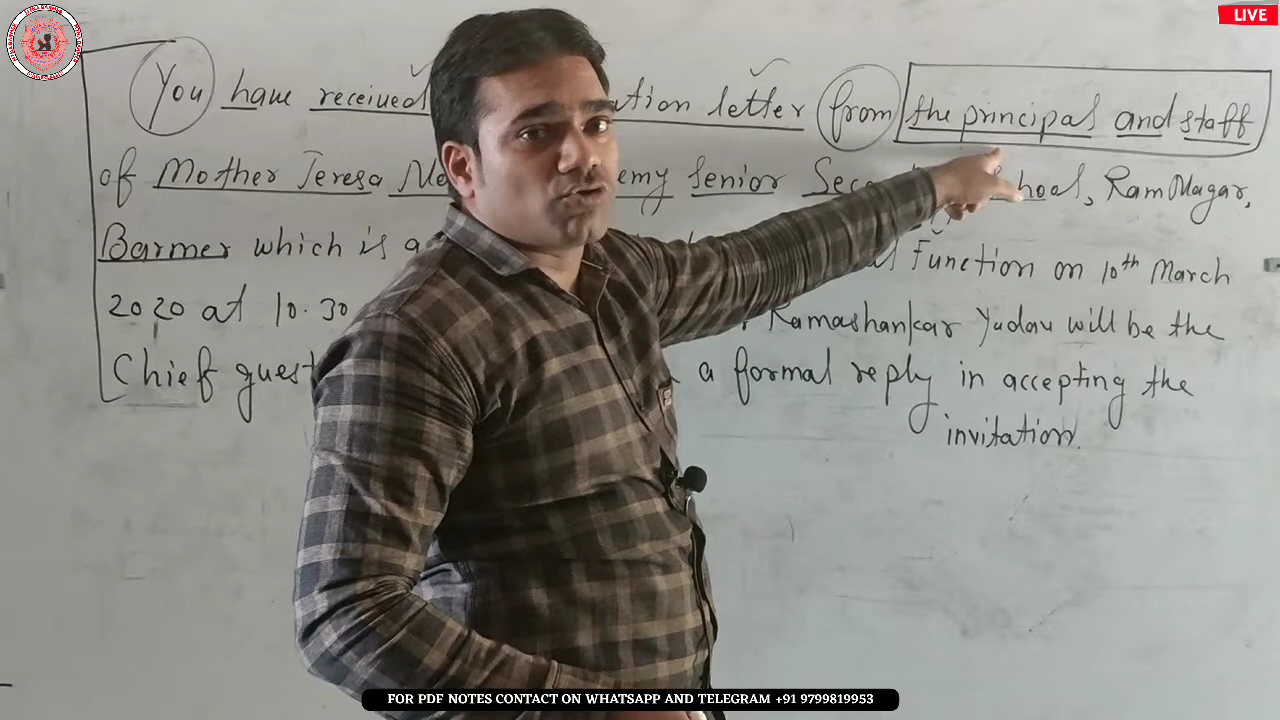 LIVE
You have received ation letter from the principal and staff
of Mother Teresa emy Senior School, Ram Nagar,
Barmer which is a Function on 10th March
2020 at 10.30 Ramashankar Yadav will be the
Chief guest a formal reply in accepting the
invitation.
FOR PDF NOTES CONTACT ON WHATSAPP AND TELEGRAM +91 9799819953